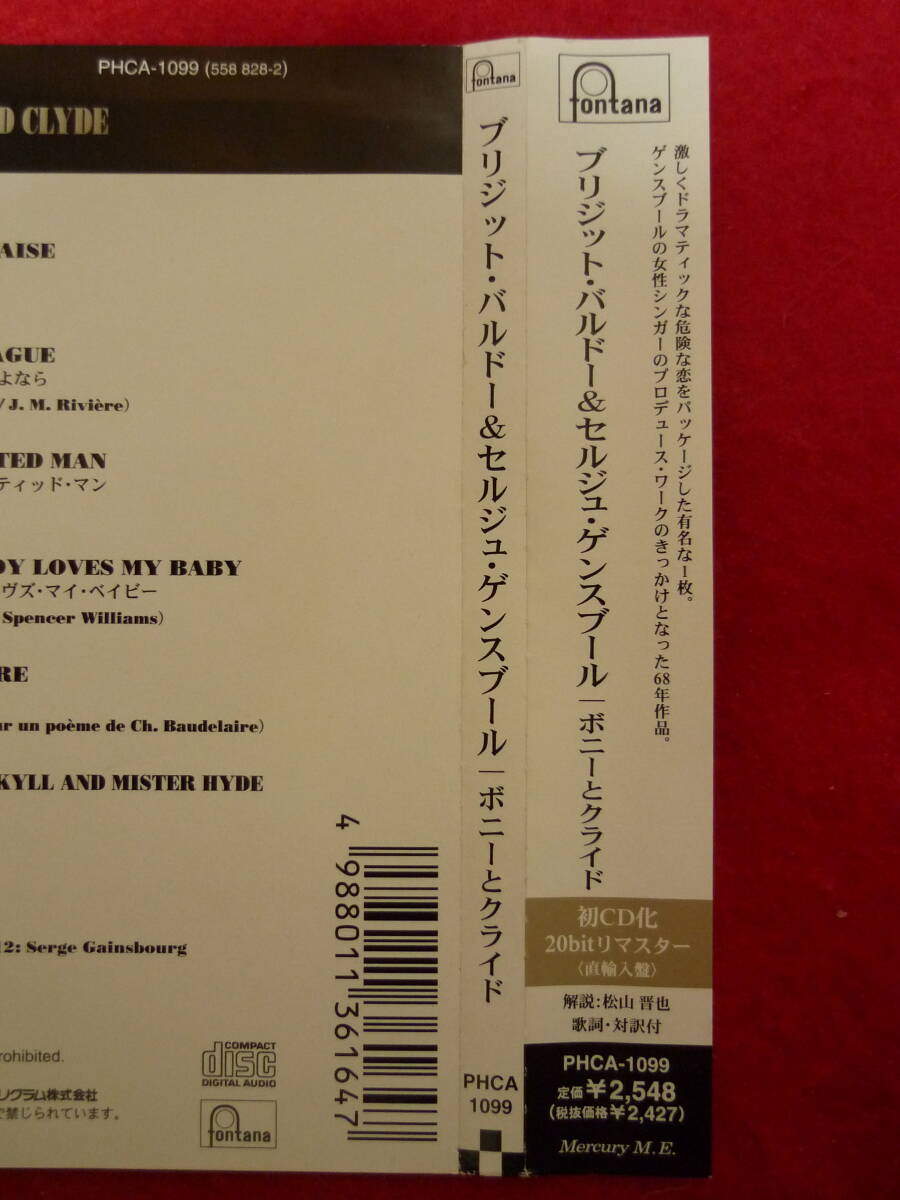 PHCA-1099 (558 828-2)
D CLYDE
AISE
AGUE
よなら
/ J. M. Rivière)
TED MAN
ティッド・マン
DY LOVES MY BABY
ヴズ・マイ・ベイビー
Spencer Williams)
RE
ur un poème de Ch. Baudelaire)
KYLL AND MISTER HYDE
4 988011 361647
12: Serge Gainsbourg
rohibited.
COMPACT
disc
DIGITAL AUDIO
リグラム株式会社
で禁じられています。
fontana
fontana
ブリジット・バルドー&セルジュ・ゲンスブール｜ボニーとクライド
PHCA
1099
fontana
激しくドラマティックな危険な恋をパッケージした有名な1枚。
ゲンスブールの女性シンガーのプロデュース・ワークのきっかけとなった68年作品。
ブリジット・バルドー&セルジュ・ゲンスブール｜ボニーとクライド
初CD化
20bitリマスター
〈直輸入盤〉
解説:松山 晋也
歌詞・対訳付
PHCA-1099
定価¥2,548
(税抜価格¥2,427)
Mercury M.E.